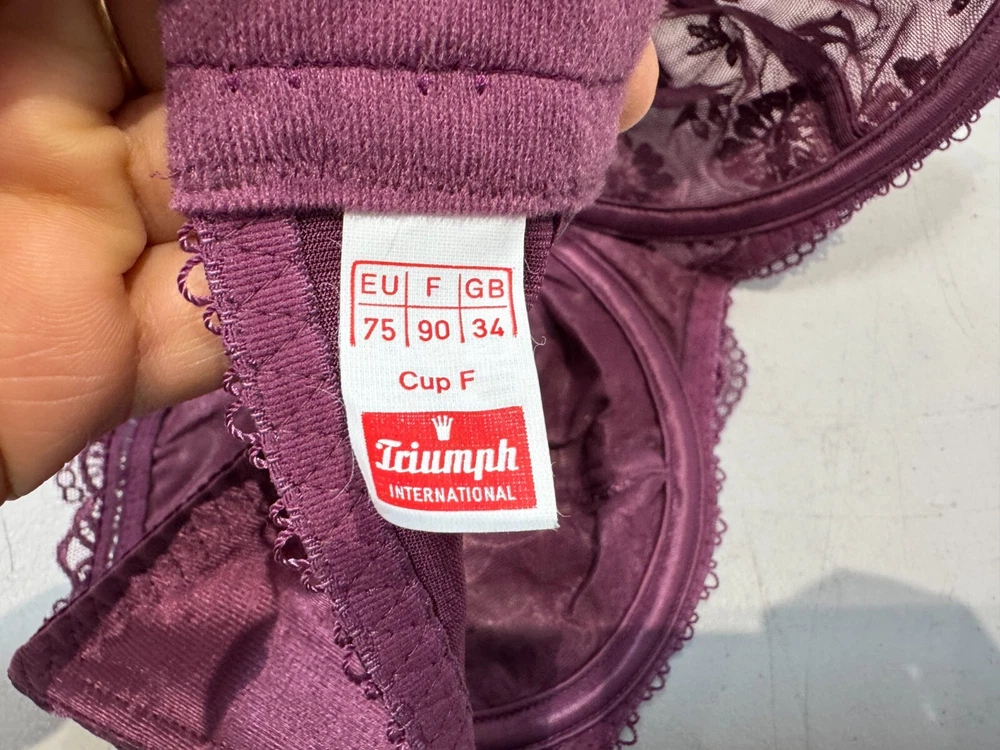 EU F GB
75 90 34
Cup F
Triumph
INTERNATIONAL